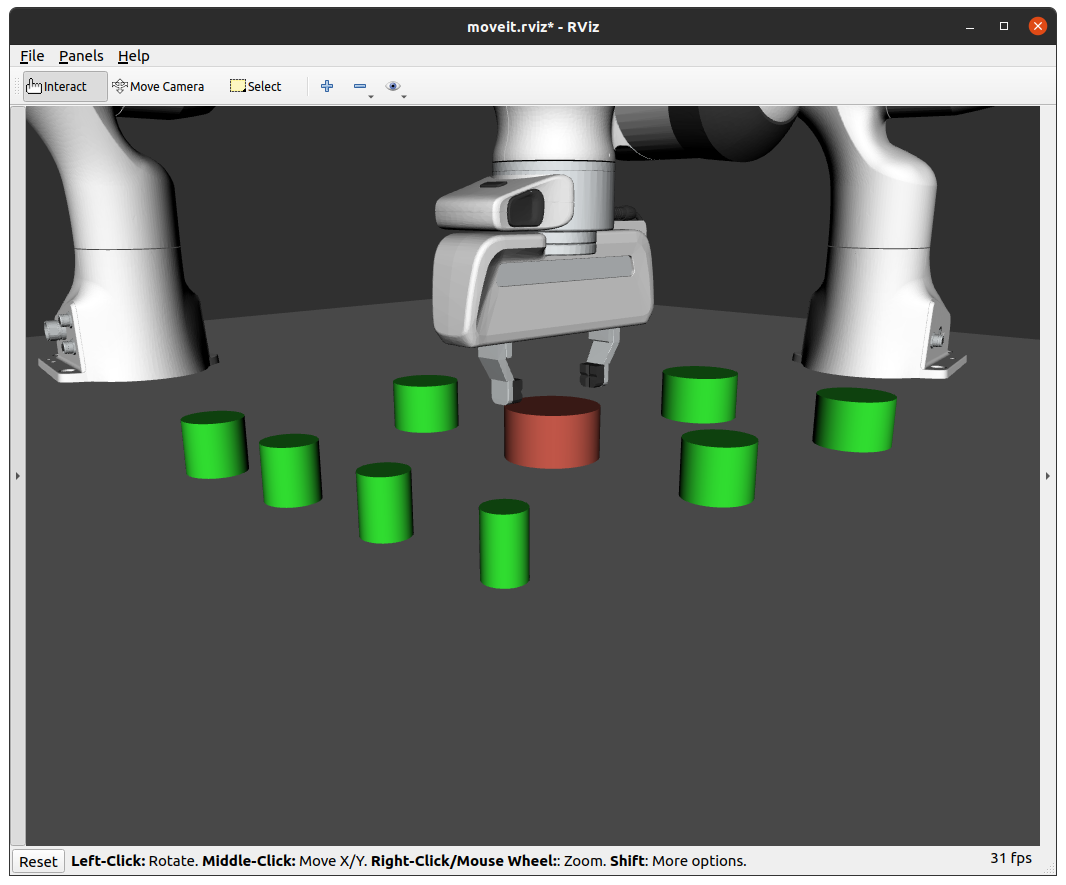 moveit.rviz* - RViz
File Panels Help
Interact Move Camera Select
Reset Left-Click: Rotate. Middle-Click: Move X/Y. Right-Click/Mouse Wheel:: Zoom. Shift: More options. 31 fps